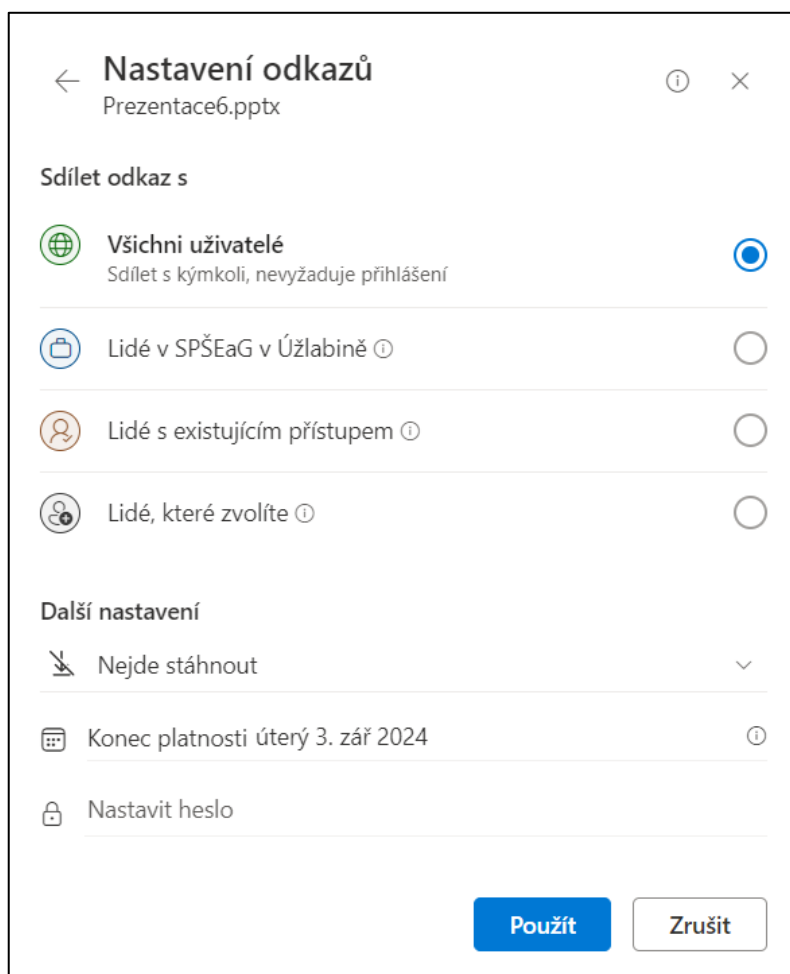 Nastavení odkazů
Prezentace6.pptx
Sdílet odkaz s
Všichni uživatelé
Sdílet s kýmkoli, nevyžaduje přihlášení
Lidé v SPŠEaG v Úžlabině
Lidé s existujícím přístupem
Lidé, které zvolíte
Další nastavení
Nejde stáhnout
Konec platnosti úterý 3. zář 2024
Nastavit heslo
Použít Zrušit